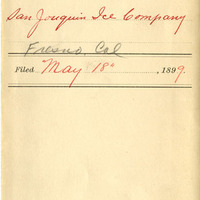 San Joaquin Ice Company
Fresno, Cal
Filed May 18th, 1899.